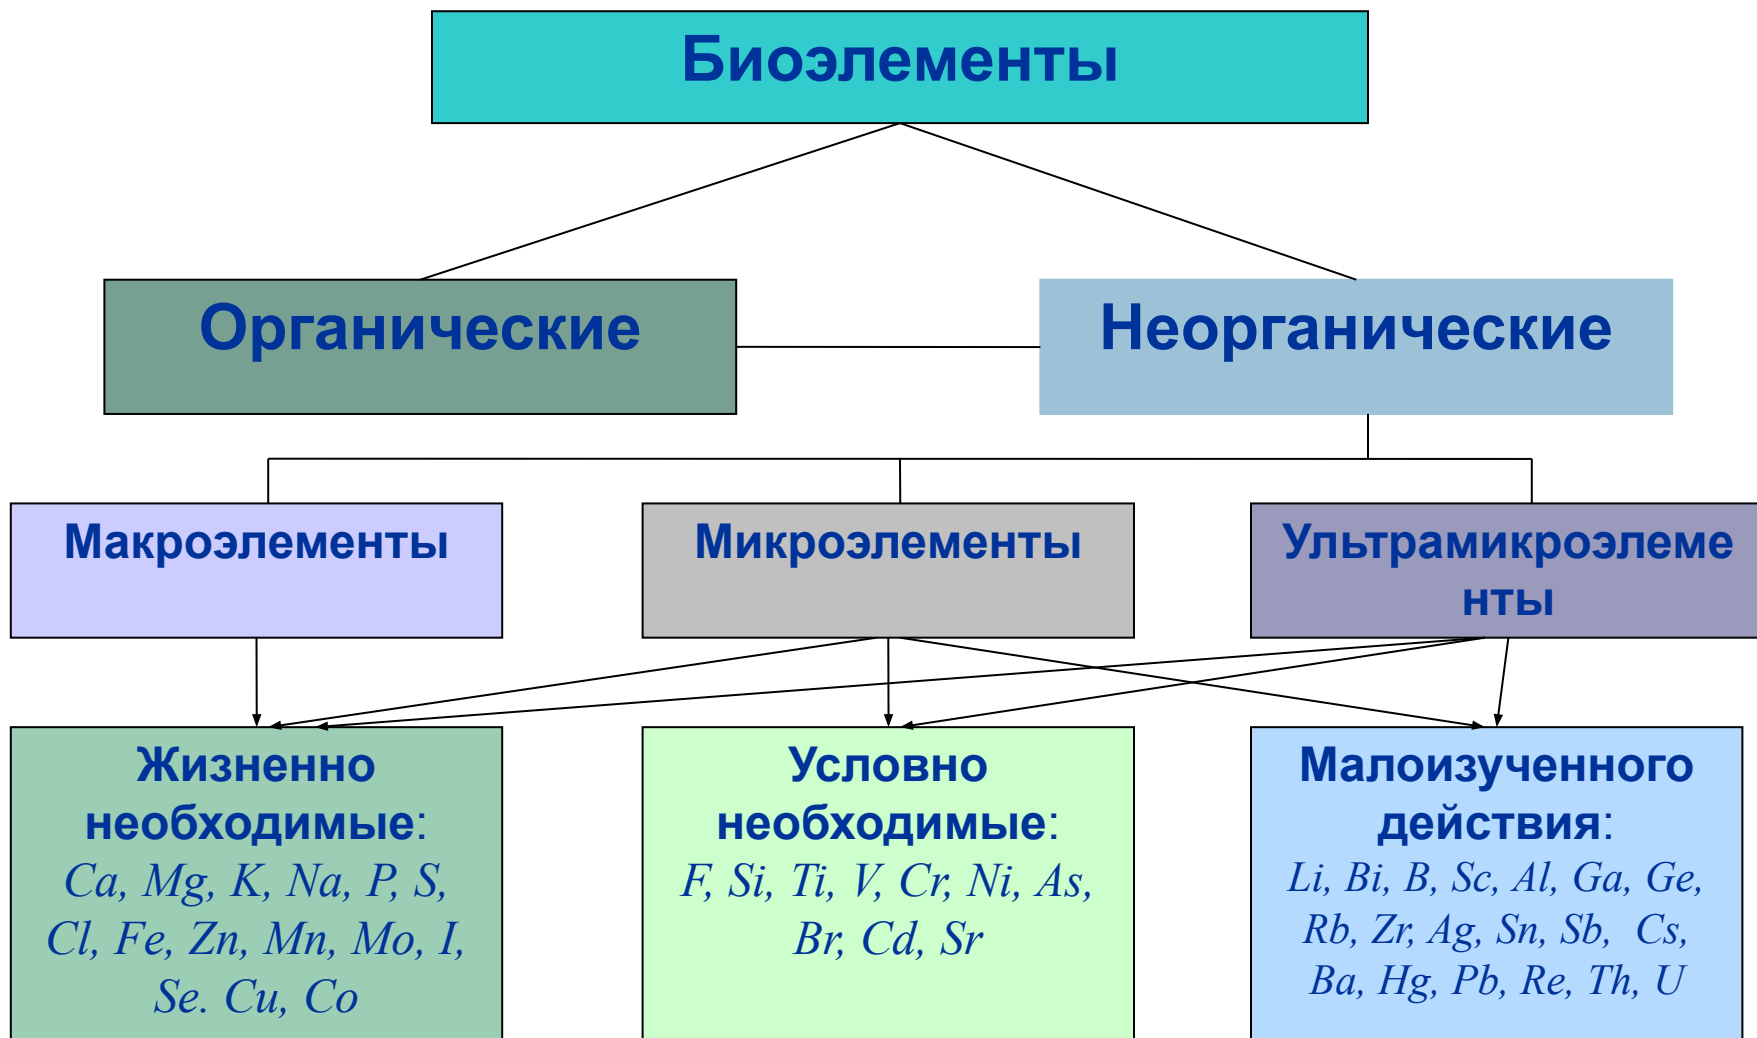 Биоэлементы
Органические
Неорганические
Макроэлементы
Микроэлементы
Ультрамикроэлеме
нты
Жизненно
необходимые:
Ca, Mg, K, Na, P, S,
Cl, Fe, Zn, Mn, Mo, I,
Se. Cu, Co
Условно
необходимые:
F, Si, Ti, V, Cr, Ni, As,
Br, Cd, Sr
Малоизученного
действия:
Li, Bi, B, Sc, Al, Ga, Ge,
Rb, Zr, Ag, Sn, Sb, Cs,
Ba, Hg, Pb, Re, Th, U